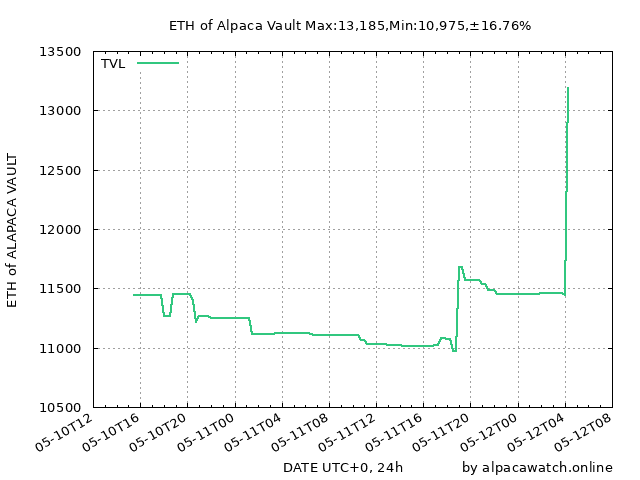 ETH of Alpaca Vault Max:13,185,Min:10,975,±16.76%
TVL
13500
13000
12500
12000
11500
11000
10500
ETH of ALAPACA VAULT
05-10T12
05-10T16
05-10T20
05-11T00
05-11T04
05-11T08
05-11T12
05-11T16
05-11T20
05-12T00
05-12T04
05-12T08
DATE UTC+0, 24h
by alpacawatch.online